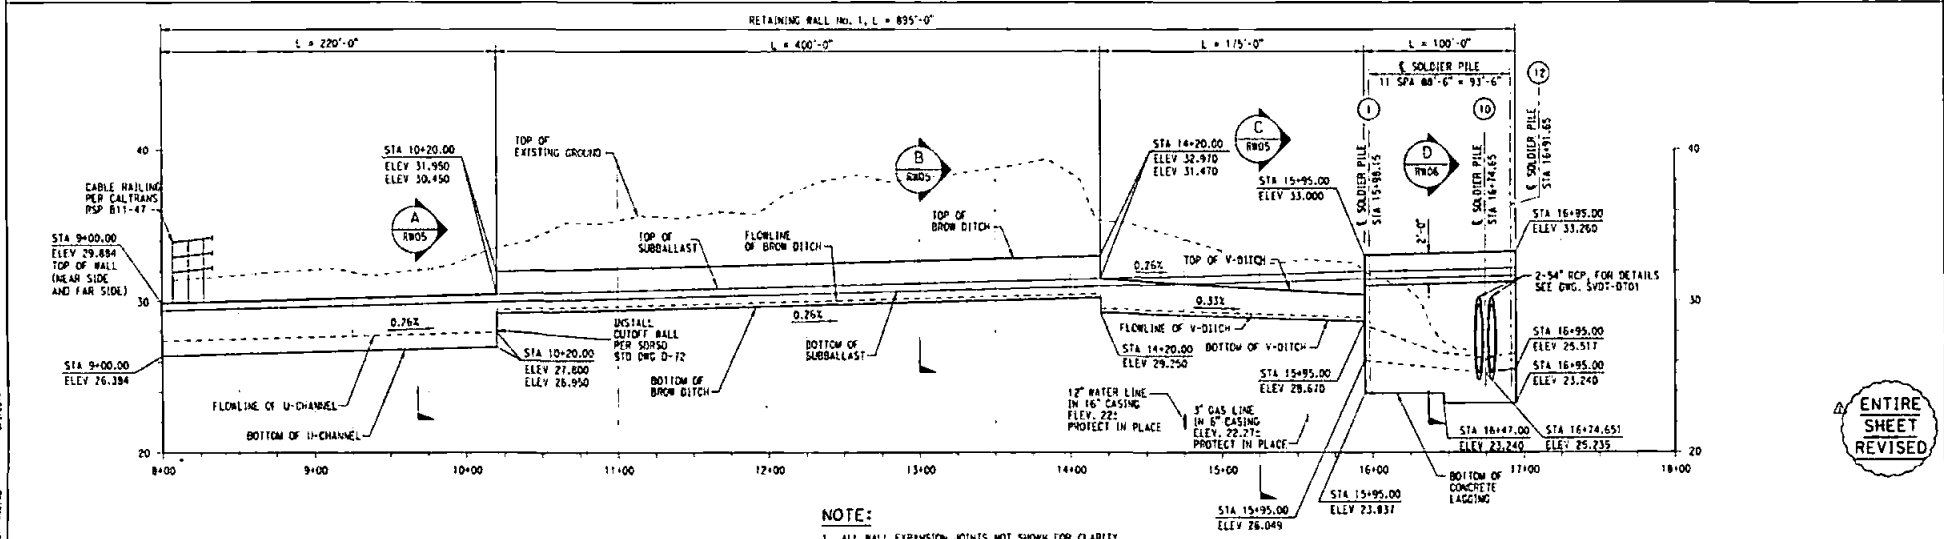 RETAINING WALL No. 1, L = 895'-0"
L = 220'-0"
L = 400'-0"
L = 175'-0"
L = 100'-0"
℄ SOLDIER PILE
11 SPA @8'-6" = 93'-6"
12
1
10
℄ SOLDIER PILE
STA 15+98.15
℄ SOLDIER PILE
STA 16+74.65
℄ SOLDIER PILE
STA 16+91.65
40
40
STA 10+20.00
ELEV 31.950
ELEV 30.450
TOP OF
EXISTING GROUND
B
RW05
STA 14+20.00
ELEV 32.970
ELEV 31.470
C
RW05
D
RW06
STA 15+95.00
ELEV 33.000
CABLE RAILING
PER CALTRANS
RSP B11-47
A
RW05
STA 9+00.00
ELEV 29.884
TOP OF WALL
(NEAR SIDE
AND FAR SIDE)
TOP OF
SUBBALLAST
FLOWLINE
OF BROW DITCH
TOP OF
BROW DITCH
0.26%
TOP OF V-DITCH
2'-0"
STA 16+95.00
ELEV 33.260
2-54" RCP, FOR DETAILS
SEE DWG. SVDT-DT01
30
30
0.26%
0.33%
INSTALL
CUTOFF WALL
PER SDRSD
STD DWG D-72
BOTTOM OF
SUBBALLAST
FLOWLINE OF V-DITCH
BOTTOM OF V-DITCH
STA 16+95.00
ELEV 25.517
STA 9+00.00
ELEV 26.384
STA 10+20.00
ELEV 27.800
ELEV 26.950
BOTTOM OF
BROW DITCH
STA 14+20.00
ELEV 29.250
STA 15+95.00
ELEV 28.670
STA 16+95.00
ELEV 23.240
FLOWLINE OF U-CHANNEL
BOTTOM OF U-CHANNEL
12" WATER LINE
IN 16" CASING
ELEV. 22±
PROTECT IN PLACE
3" GAS LINE
IN 6" CASING
ELEV. 22.27±
PROTECT IN PLACE
STA 16+47.00
ELEV 23.240
STA 16+74.651
ELEV 25.235
ENTIRE
SHEET
REVISED
20
20
8+00
9+00
10+00
11+00
12+00
13+00
14+00
15+00
16+00
17+00
18+00
BOTTOM OF
CONCRETE
LAGGING
STA 15+95.00
ELEV 23.837
STA 15+95.00
ELEV 26.049
NOTE:
1. ALL WALL EXPANSION JOINTS NOT SHOWN FOR CLARITY